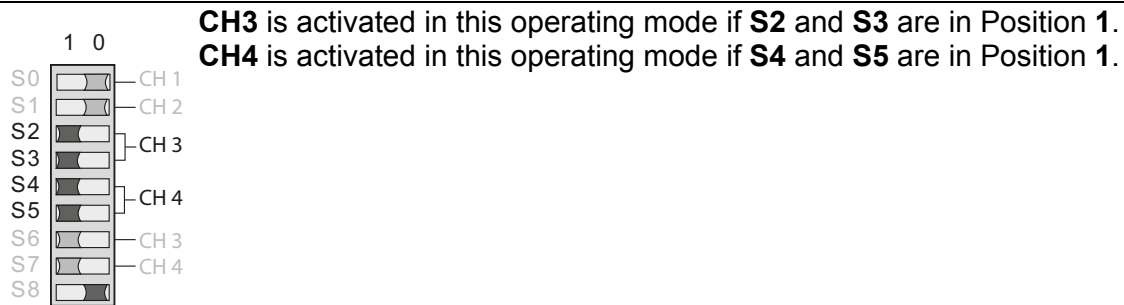 CH3 is activated in this operating mode if S2 and S3 are in Position 1.
CH4 is activated in this operating mode if S4 and S5 are in Position 1.
1 0
S0 CH 1
S1 CH 2
S2
CH 3
S3
S4
CH 4
S5
S6 CH 3
S7 CH 4
S8